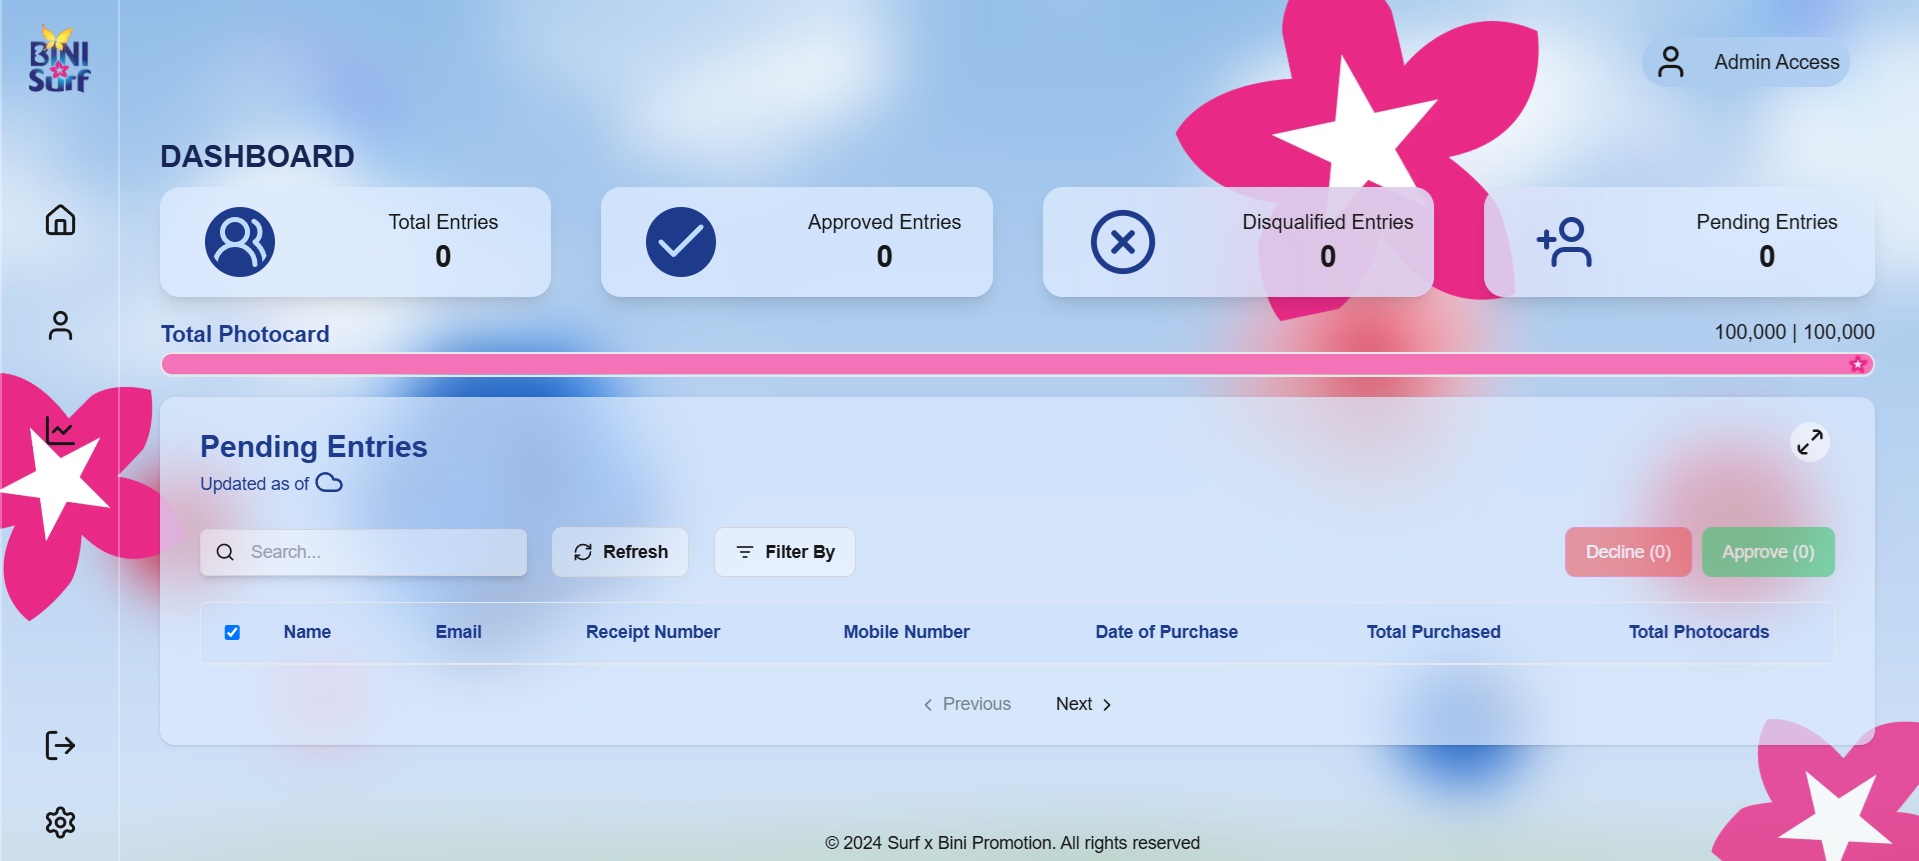 BINI
Surf
Admin Access
DASHBOARD
Total Entries
0
Approved Entries
0
Disqualified Entries
0
Pending Entries
0
Total Photocard
100,000 | 100,000
Pending Entries
Updated as of
Search...
Refresh
Filter By
Decline (0)
Approve (0)
Name Email Receipt Number Mobile Number Date of Purchase Total Purchased Total Photocards
Previous
Next
© 2024 Surf x Bini Promotion. All rights reserved